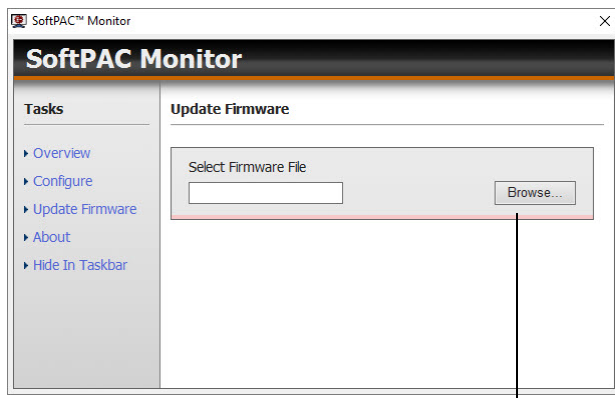 SoftPAC™ Monitor
SoftPAC Monitor
Tasks
Overview
Configure
Update Firmware
About
Hide In Taskbar
Update Firmware
Select Firmware File
Browse...